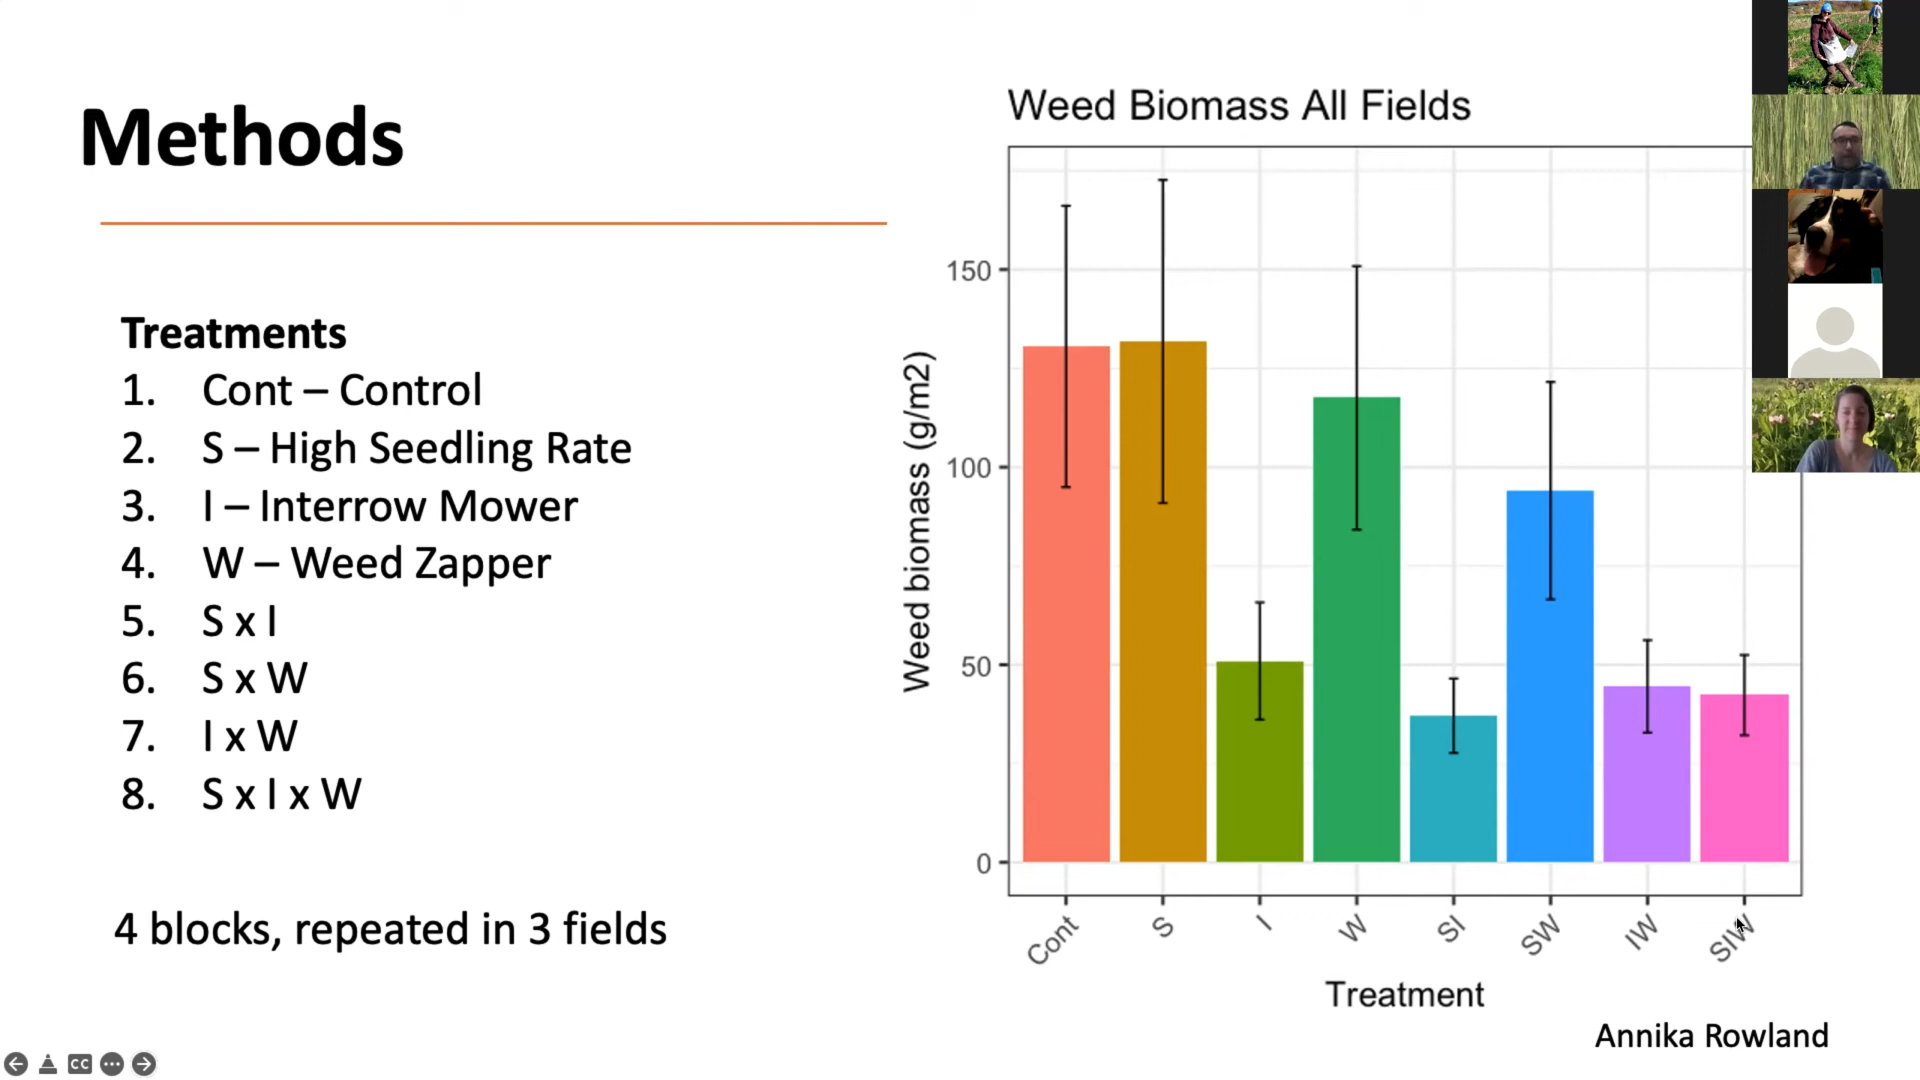 Methods
Treatments
1. Cont – Control
2. S – High Seedling Rate
3. I – Interrow Mower
4. W – Weed Zapper
5. S x I
6. S x W
7. I x W
8. S x I x W
4 blocks, repeated in 3 fields
Weed Biomass All Fields
Weed biomass (g/m2)
150
100
50
0
Cont S I W SI SW IW SIW
Treatment
Annika Rowland
CC